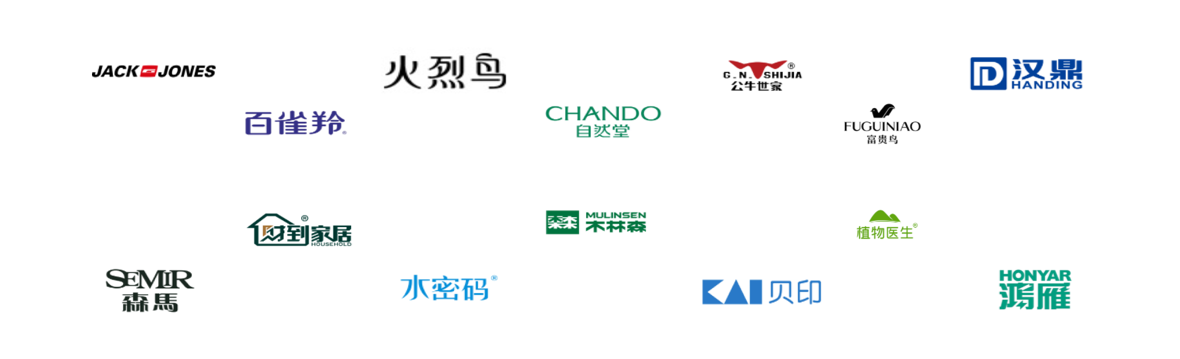 JACK JONES
火烈鸟
G.N.SHIJIA
公牛世家
汉鼎
HANDING
百雀羚
CHANDO
自然堂
FUGUINIAO
富贵鸟
财到家居
HOUSEHOLD
MULINSEN
木林森
植物医生
SEMIR
森馬
水密码
KAI 贝印
HONYAR
鸿雁